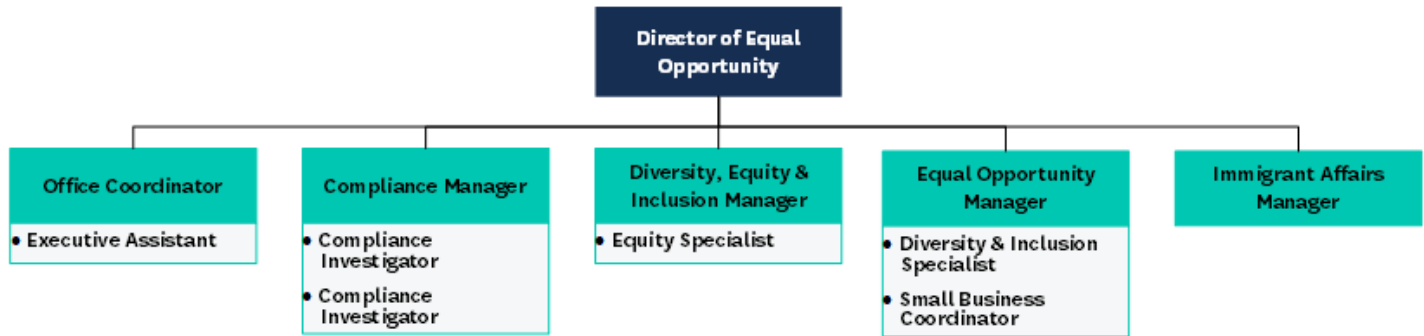 Director of Equal
Opportunity
Office Coordinator
• Executive Assistant
Compliance Manager
• Compliance
Investigator
• Compliance
Investigator
Diversity, Equity &
Inclusion Manager
• Equity Specialist
Equal Opportunity
Manager
• Diversity & Inclusion
Specialist
• Small Business
Coordinator
Immigrant Affairs
Manager